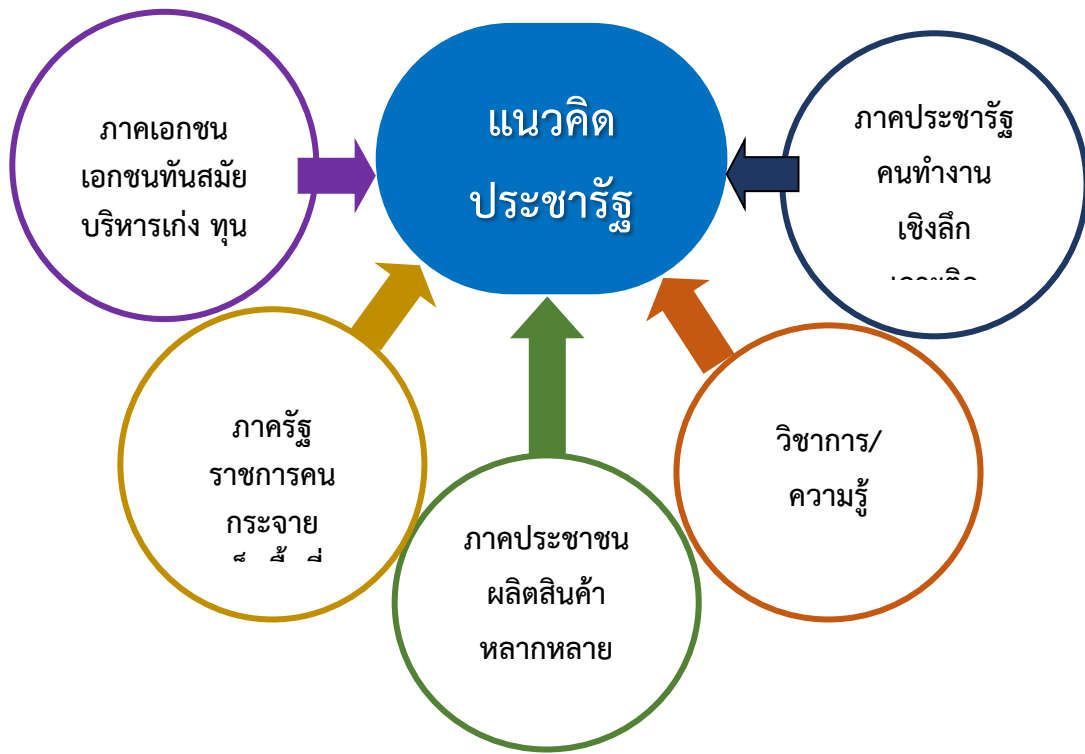 แนวคิด
ประชารัฐ
ภาคเอกชน
เอกชนทันสมัย
บริหารเก่ง ทุน
ภาคประชารัฐ
คนทำงาน
เชิงลึก
ภาครัฐ
ราชการคน
กระจาย
ภาคประชาชน
ผลิตสินค้า
หลากหลาย
วิชาการ/
ความรู้